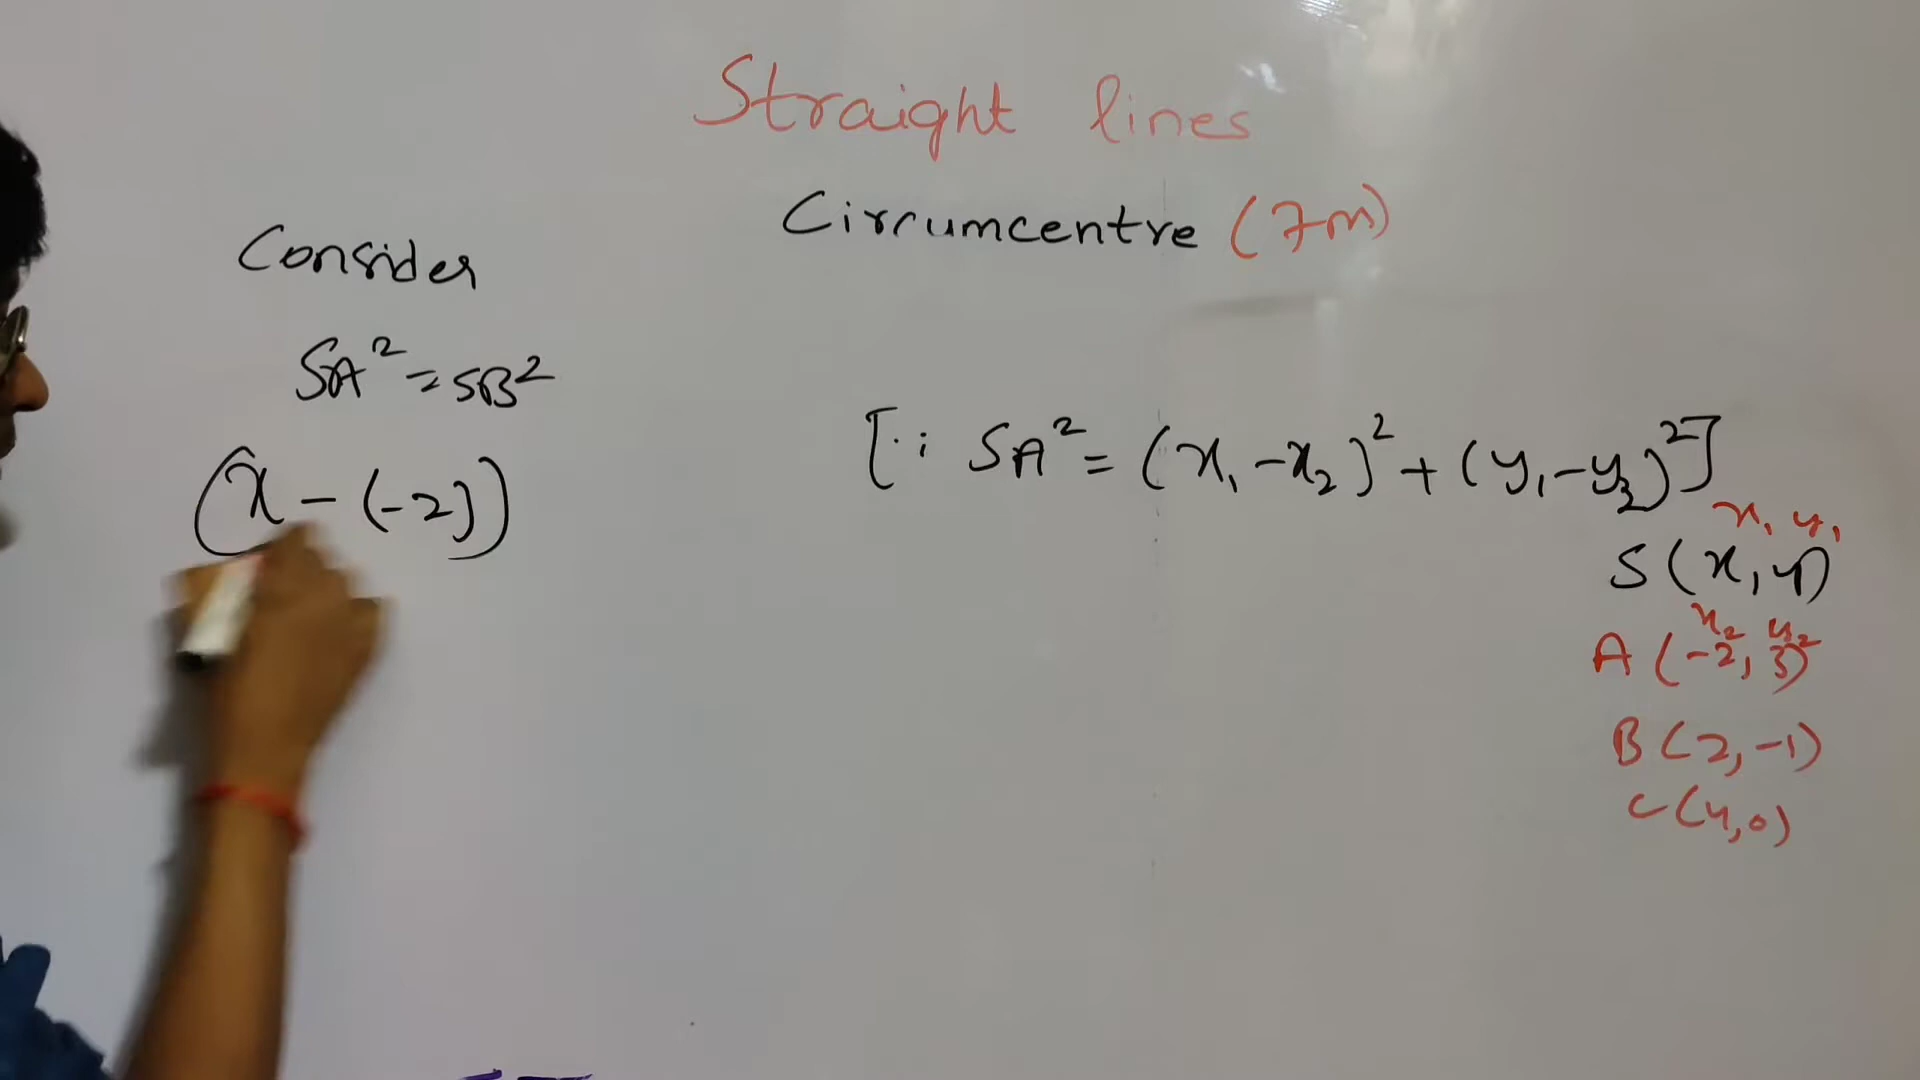 Straight lines
Circumcentre (7m)
Consider
SA² = SB²
(x - (-2))
[∵ SA² = (x₁-x₂)² + (y₁-y₂)²]
x₁ y₁
S (x, y)
x₂ y₂
A (-2, 3)
B (2, -1)
C (4, 0)